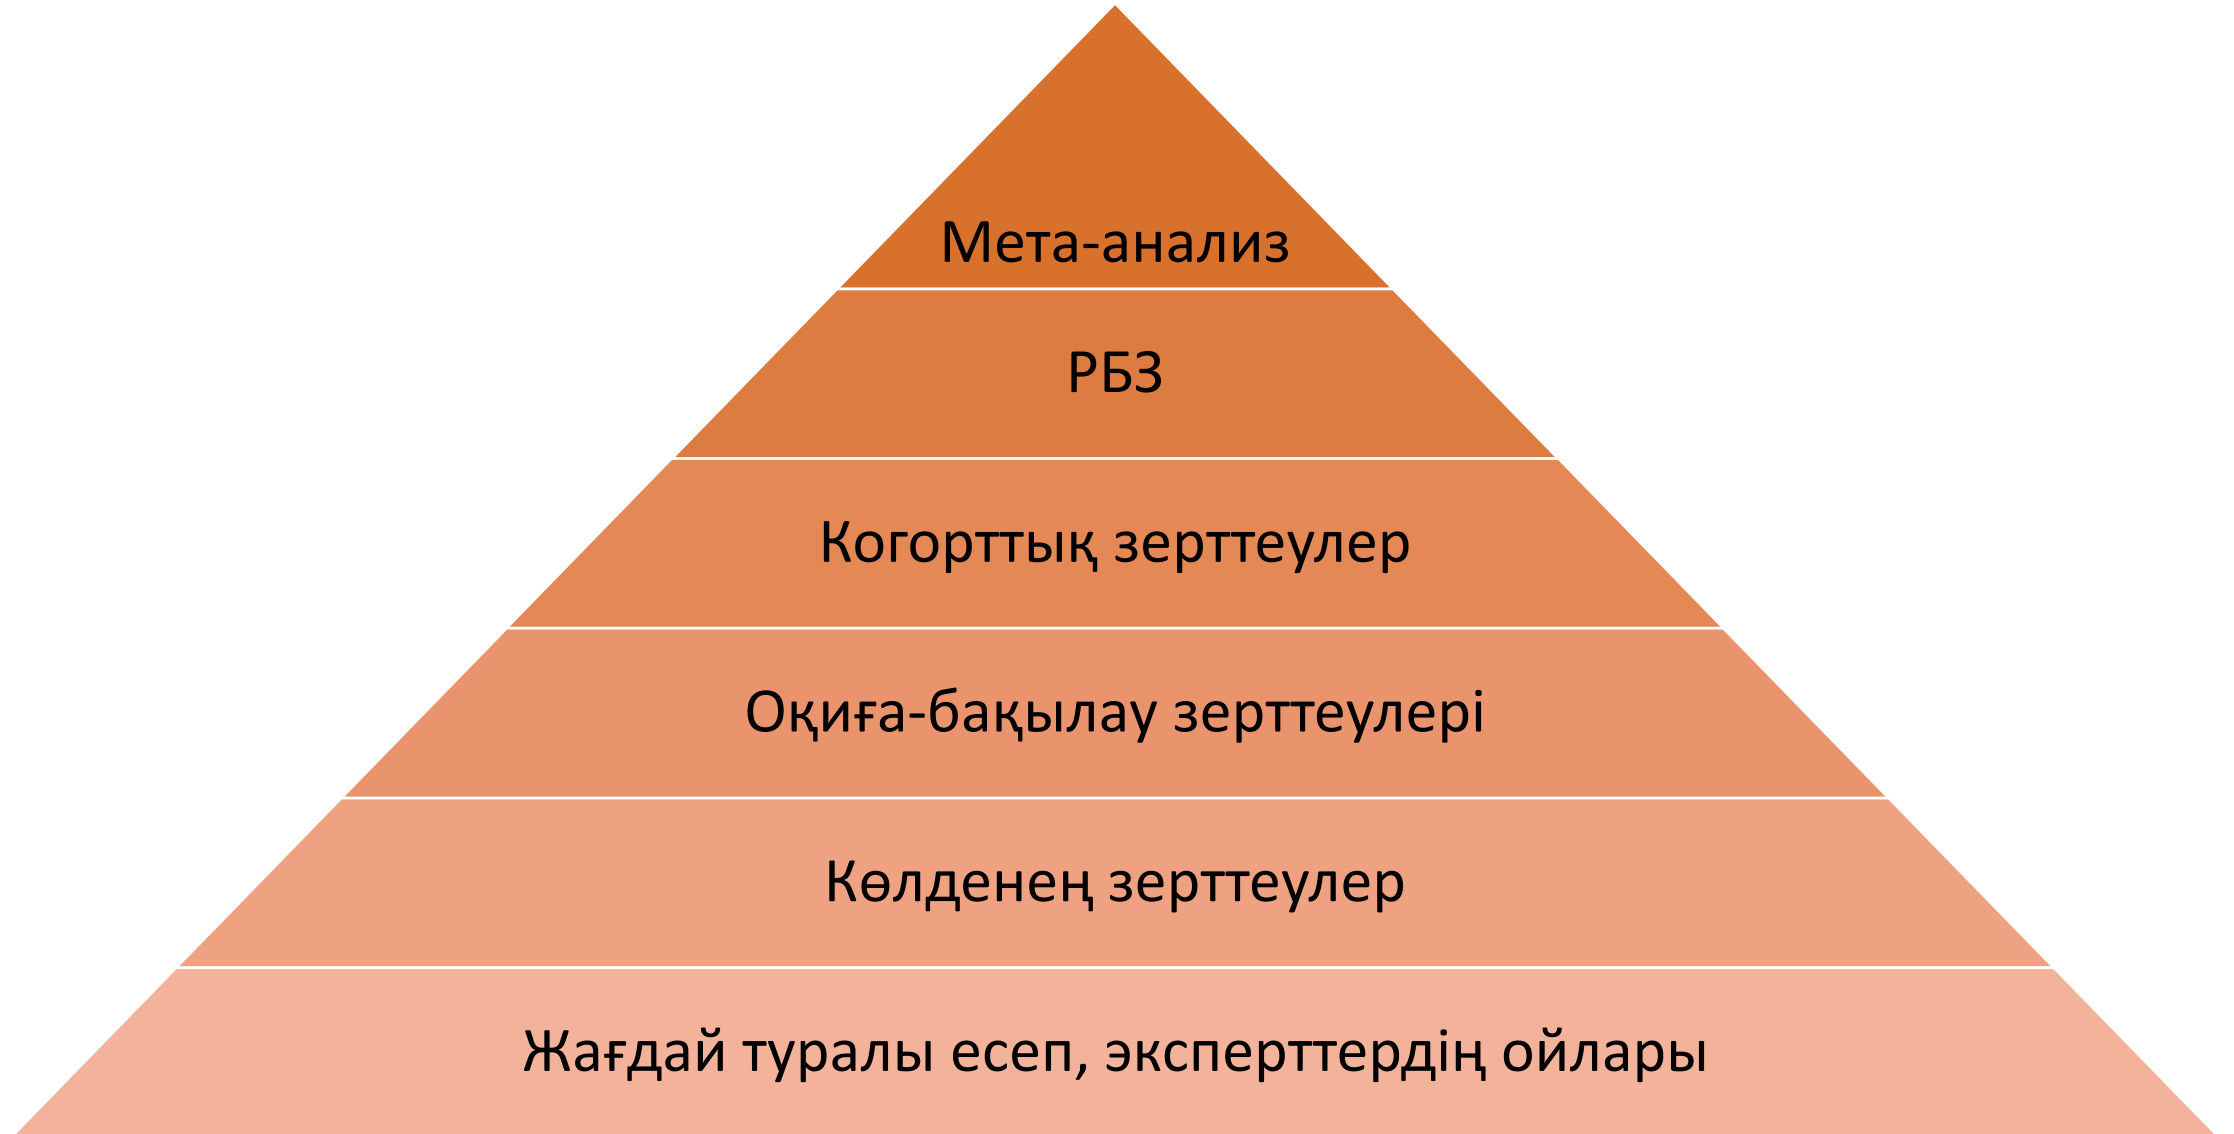 Мета-анализ
РБЗ
Когорттық зерттеулер
Оқиға-бақылау зерттеулері
Көлденең зерттеулер
Жағдай туралы есеп, эксперттердің ойлары